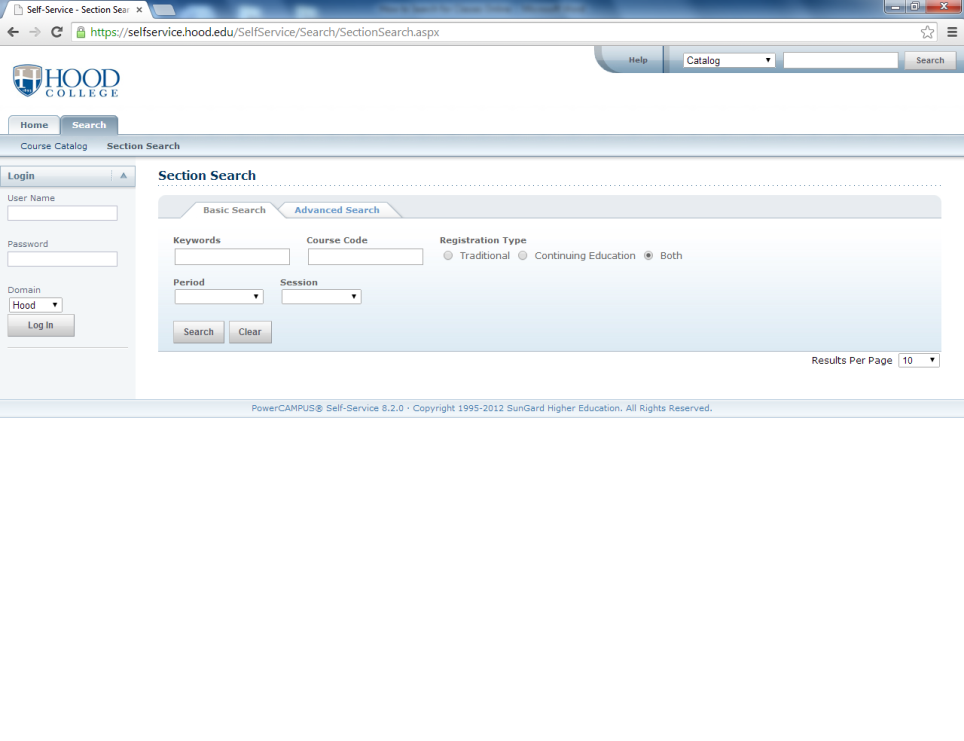 Self-Service - Section Sear
https://selfservice.hood.edu/SelfService/Search/SectionSearch.aspx
Help
Catalog
Search
HOOD
COLLEGE
Home
Search
Course Catalog
Section Search
Login
User Name
Password
Domain
Hood
Log In
Section Search
Basic Search
Advanced Search
Keywords
Course Code
Registration Type
Traditional
Continuing Education
Both
Period
Session
Search
Clear
Results Per Page
10
PowerCAMPUS® Self-Service 8.2.0 · Copyright 1995-2012 SunGard Higher Education. All Rights Reserved.